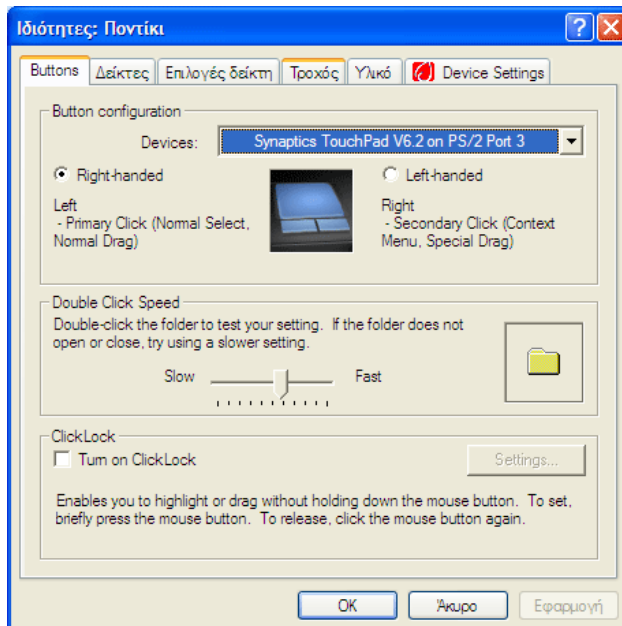 Ιδιότητες: Ποντίκι
Buttons Δείκτες Επιλογές δείκτη Τροχός Υλικό Device Settings
Button configuration
Devices: Synaptics TouchPad V6.2 on PS/2 Port 3
Right-handed Left-handed
Left Right
- Primary Click (Normal Select, - Secondary Click (Context
Normal Drag) Menu, Special Drag)
Double Click Speed
Double-click the folder to test your setting. If the folder does not
open or close, try using a slower setting.
Slow Fast
ClickLock
Turn on ClickLock Settings...
Enables you to highlight or drag without holding down the mouse button. To set,
briefly press the mouse button. To release, click the mouse button again.
OK Άκυρο Εφαρμογή